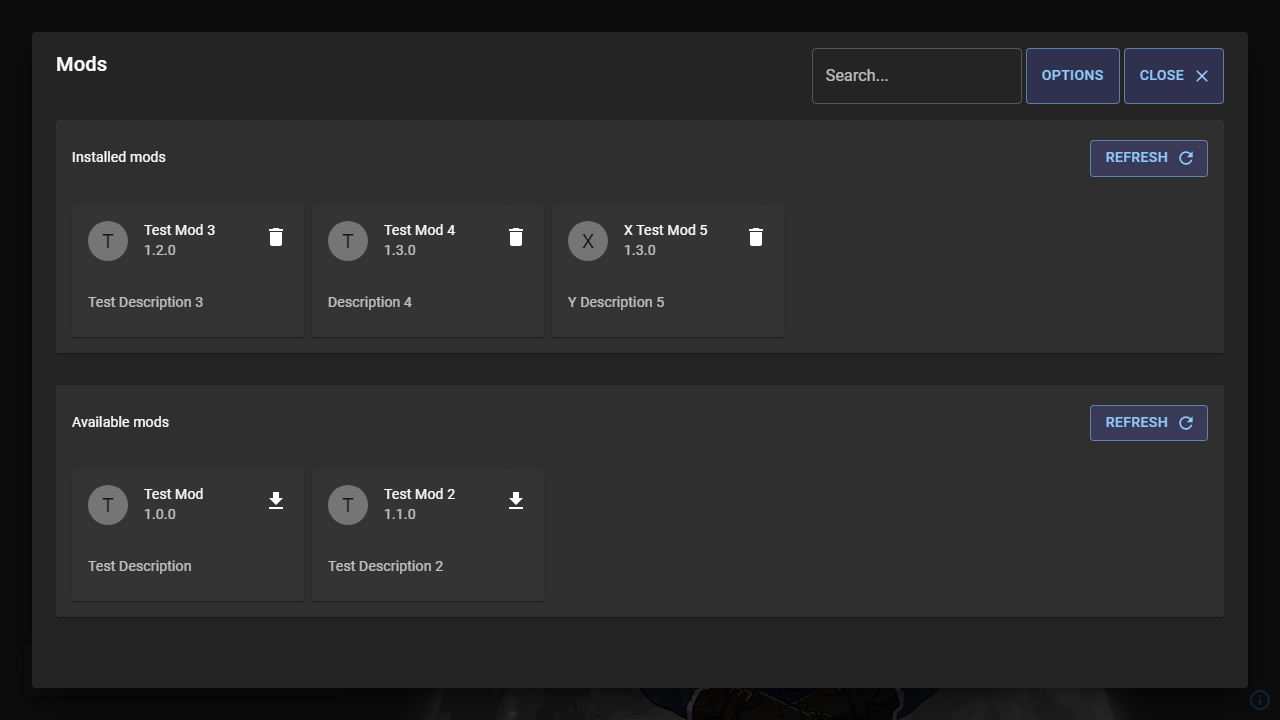 Mods
Search...
OPTIONS
CLOSE
Installed mods
REFRESH
T
Test Mod 3
1.2.0
Test Description 3
T
Test Mod 4
1.3.0
Description 4
X
X Test Mod 5
1.3.0
Y Description 5
Available mods
REFRESH
T
Test Mod
1.0.0
Test Description
T
Test Mod 2
1.1.0
Test Description 2